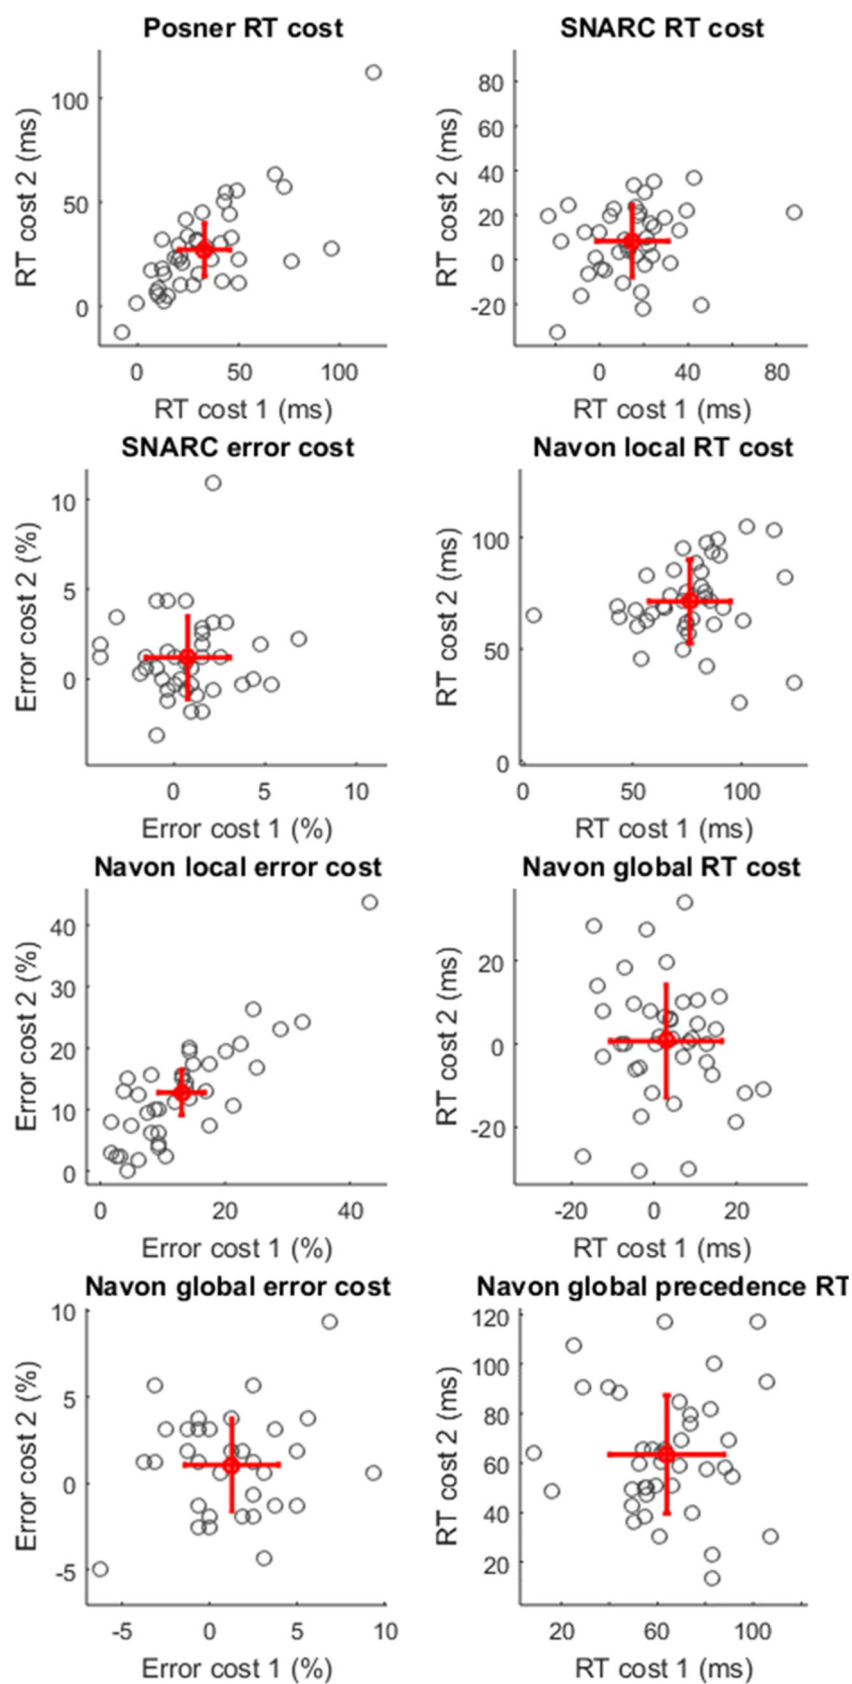 Posner RT cost
RT cost 2 (ms)
100
50
0
0 50 100
RT cost 1 (ms)
SNARC RT cost
RT cost 2 (ms)
80
60
40
20
0
-20
0 40 80
RT cost 1 (ms)
SNARC error cost
Error cost 2 (%)
10
5
0
0 5 10
Error cost 1 (%)
Navon local RT cost
RT cost 2 (ms)
100
50
0
0 50 100
RT cost 1 (ms)
Navon local error cost
Error cost 2 (%)
40
30
20
10
0
0 20 40
Error cost 1 (%)
Navon global RT cost
RT cost 2 (ms)
20
0
-20
-20 0 20
RT cost 1 (ms)
Navon global error cost
Error cost 2 (%)
10
5
0
-5
-5 0 5 10
Error cost 1 (%)
Navon global precedence RT
RT cost 2 (ms)
120
100
80
60
40
20
20 60 100
RT cost 1 (ms)